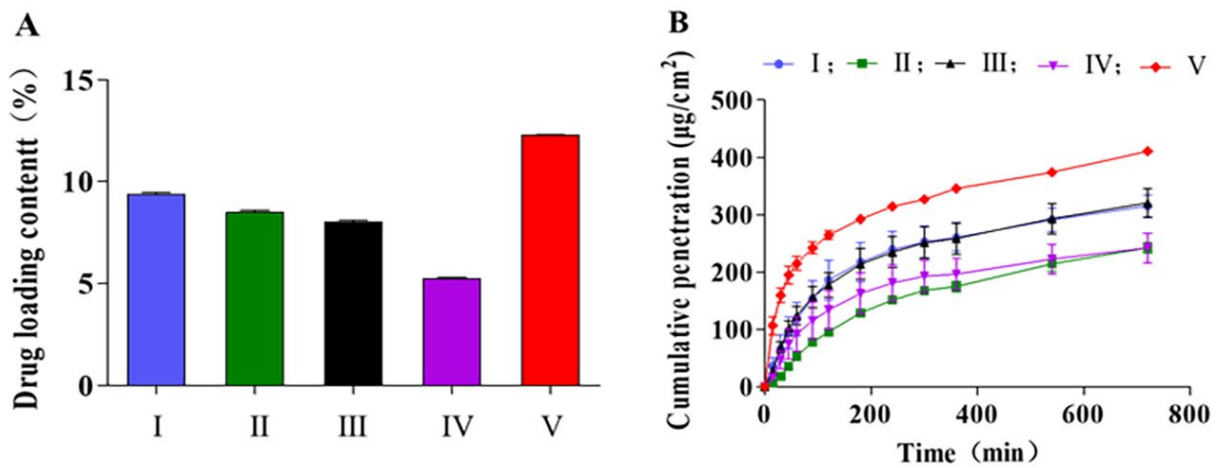 A
Drug loading contentt (%)
15
10
5
0
I II III IV V
B
I ; II ; III; IV; V
Cumulative penetration (μg/cm²)
500
400
300
200
100
0
0 200 400 600 800
Time (min)